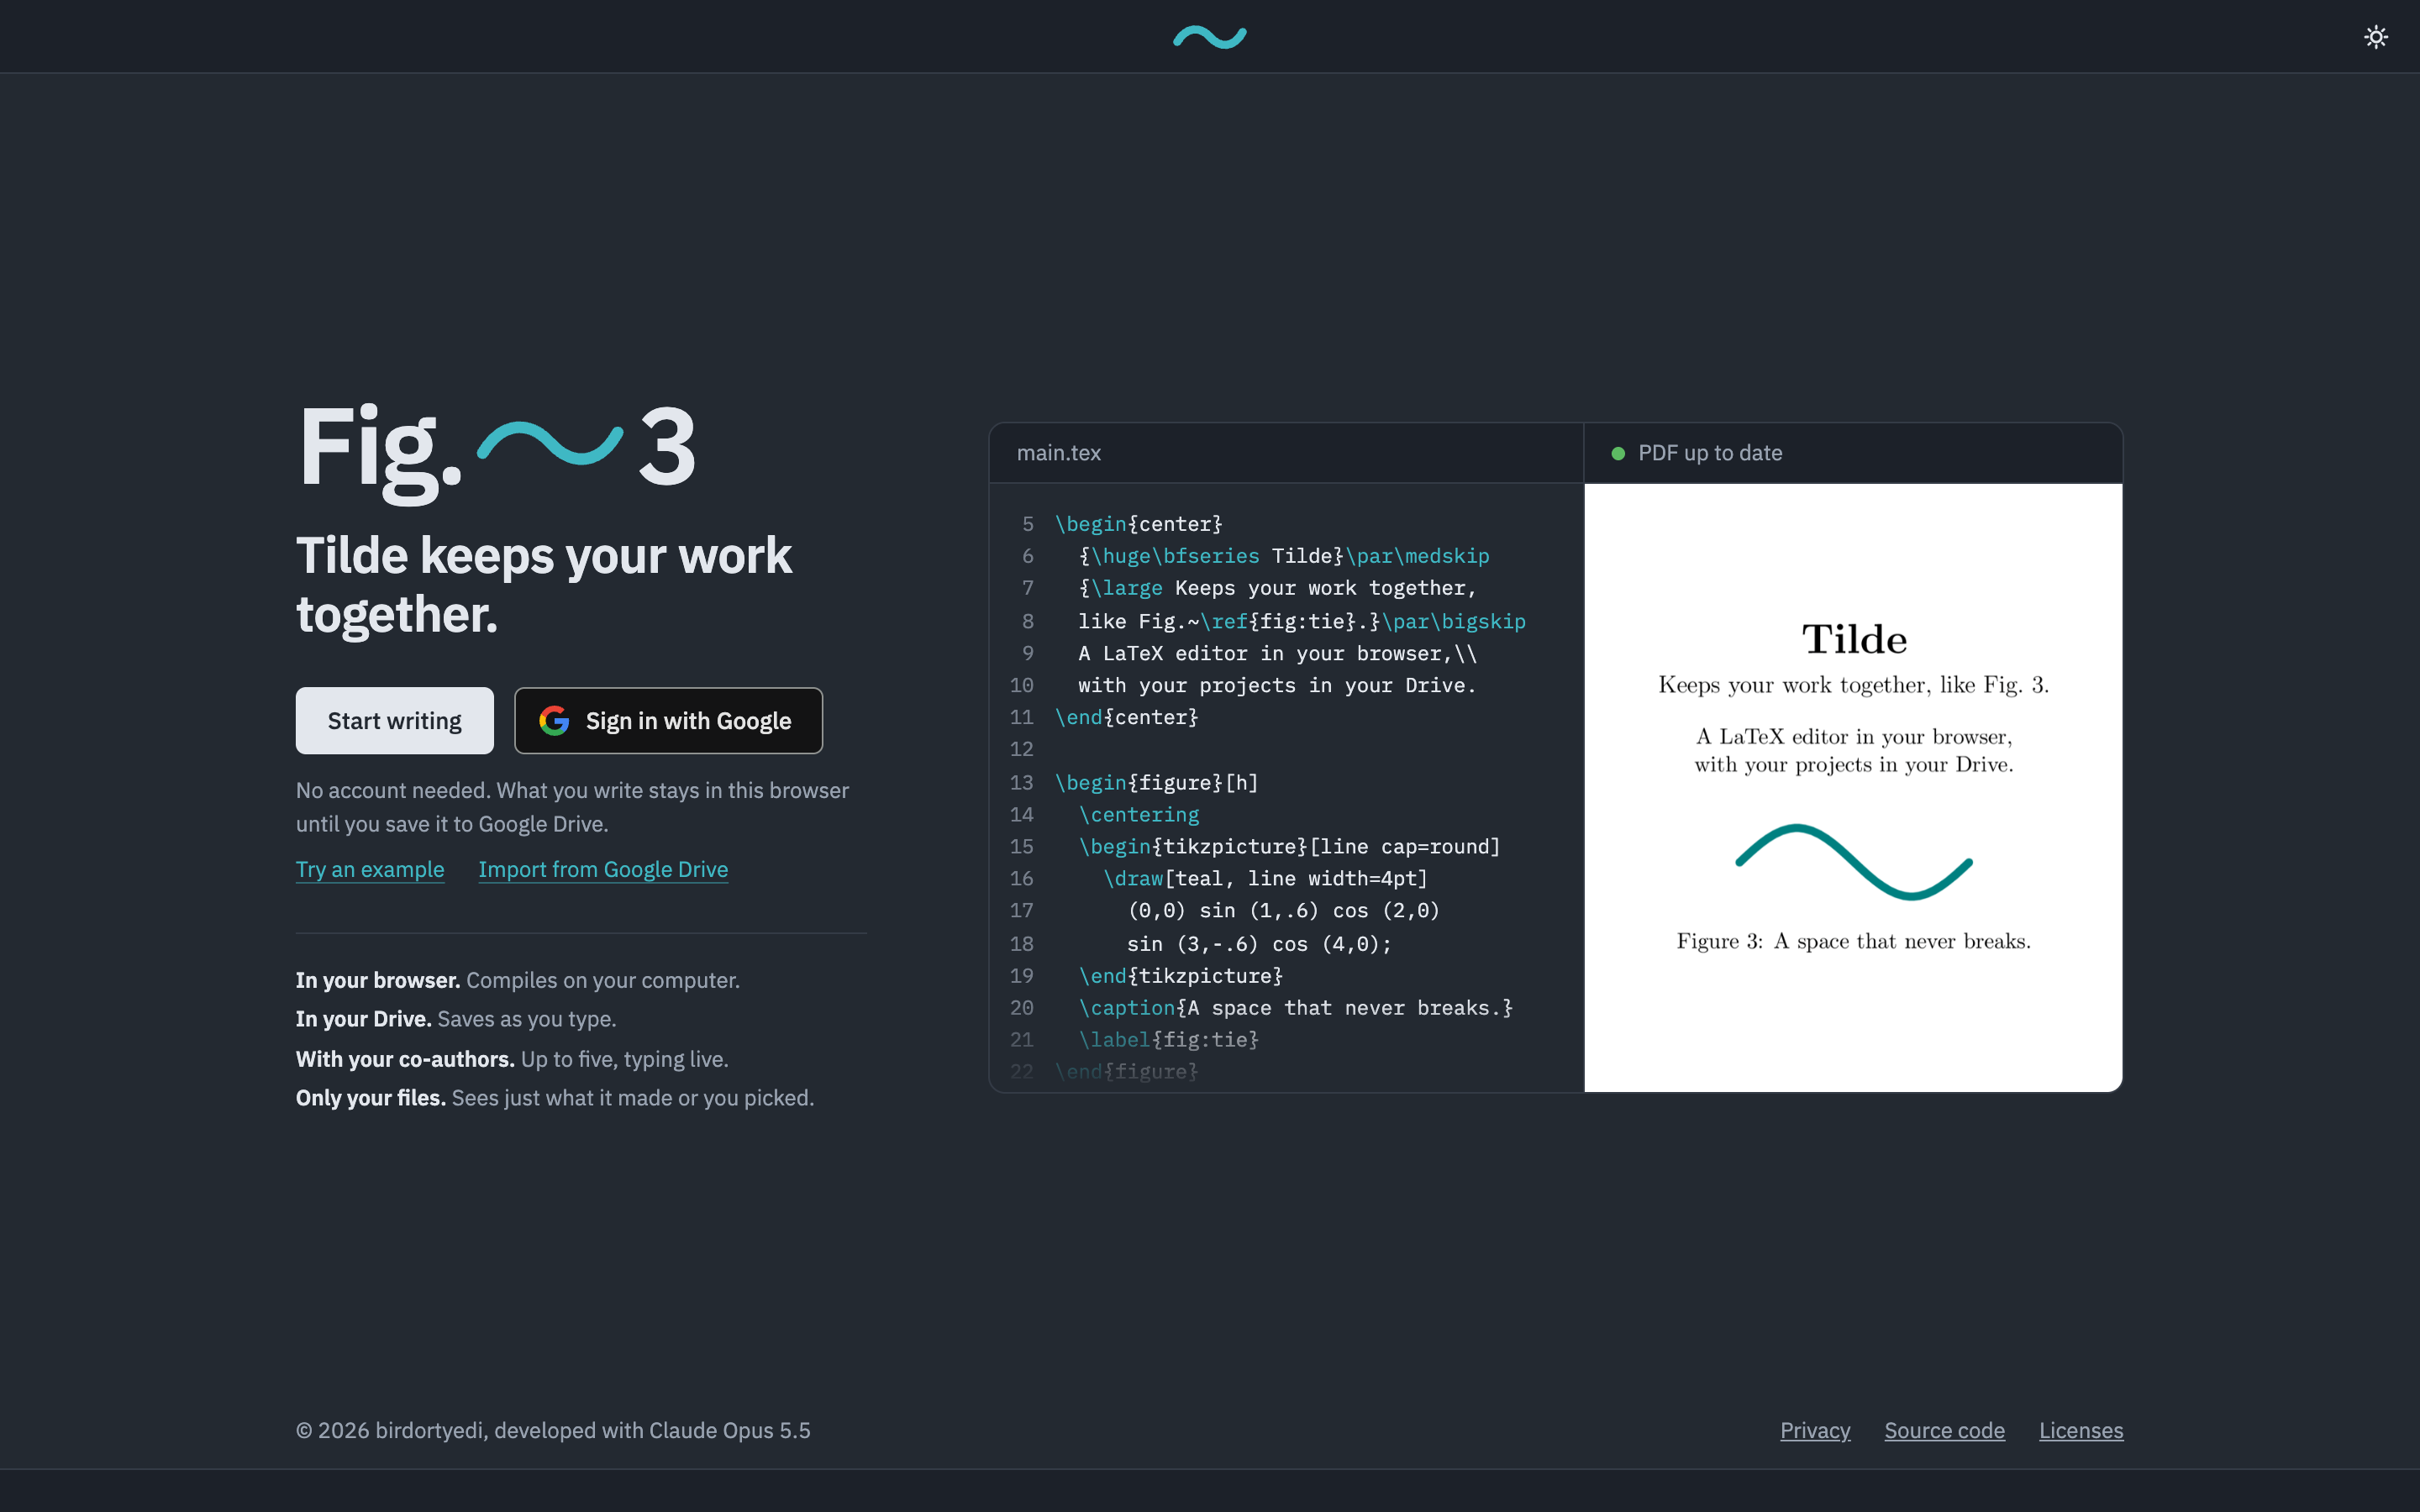 Fig.~3
Tilde keeps your work
together.
Start writing
Sign in with Google
No account needed. What you write stays in this browser
until you save it to Google Drive.
Try an example
Import from Google Drive
In your browser. Compiles on your computer.
In your Drive. Saves as you type.
With your co-authors. Up to five, typing live.
Only your files. Sees just what it made or you picked.
main.tex
5 \begin{center}
6 {\huge\bfseries Tilde}\par\medskip
7 {\large Keeps your work together,
8 like Fig.~\ref{fig:tie}.}\par\bigskip
9 A LaTeX editor in your browser,\\
10 with your projects in your Drive.
11 \end{center}
12
13 \begin{figure}[h]
14 \centering
15 \begin{tikzpicture}[line cap=round]
16 \draw[teal, line width=4pt]
17 (0,0) sin (1,.6) cos (2,0)
18 sin (3,-.6) cos (4,0);
19 \end{tikzpicture}
20 \caption{A space that never breaks.}
21 \label{fig:tie}
22 \end{figure}
PDF up to date
Tilde
Keeps your work together, like Fig. 3.
A LaTeX editor in your browser,
with your projects in your Drive.
Figure 3: A space that never breaks.
© 2026 birdortyedi, developed with Claude Opus 5.5
Privacy
Source code
Licenses